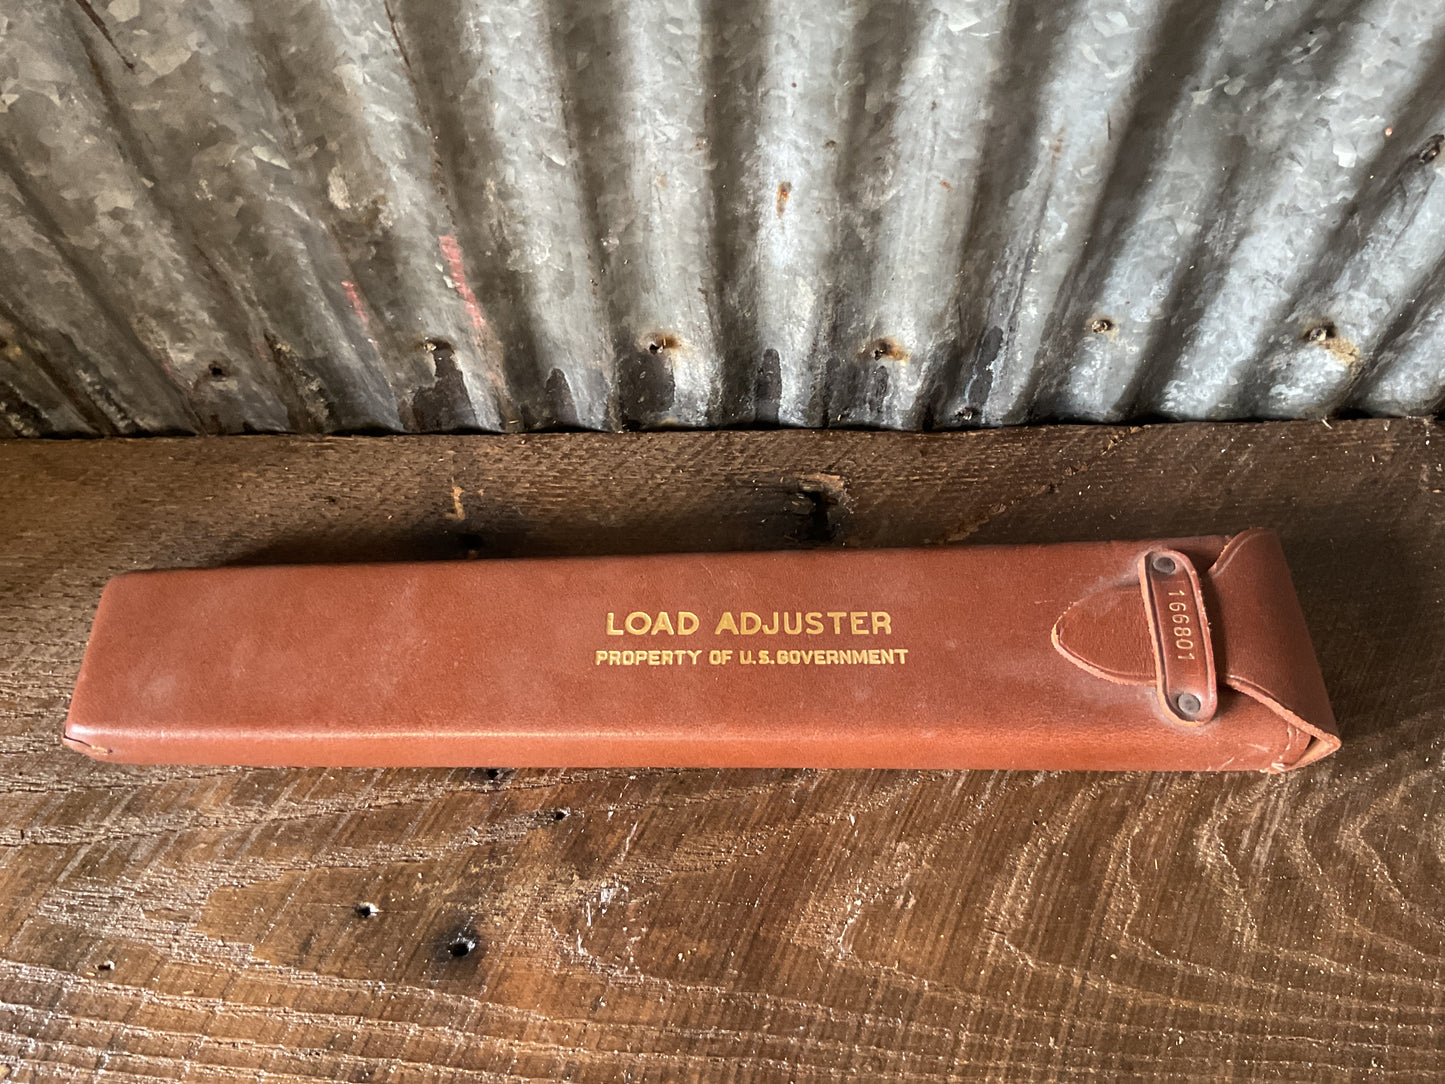 LOAD ADJUSTER
PROPERTY OF U.S.GOVERNMENT
166801